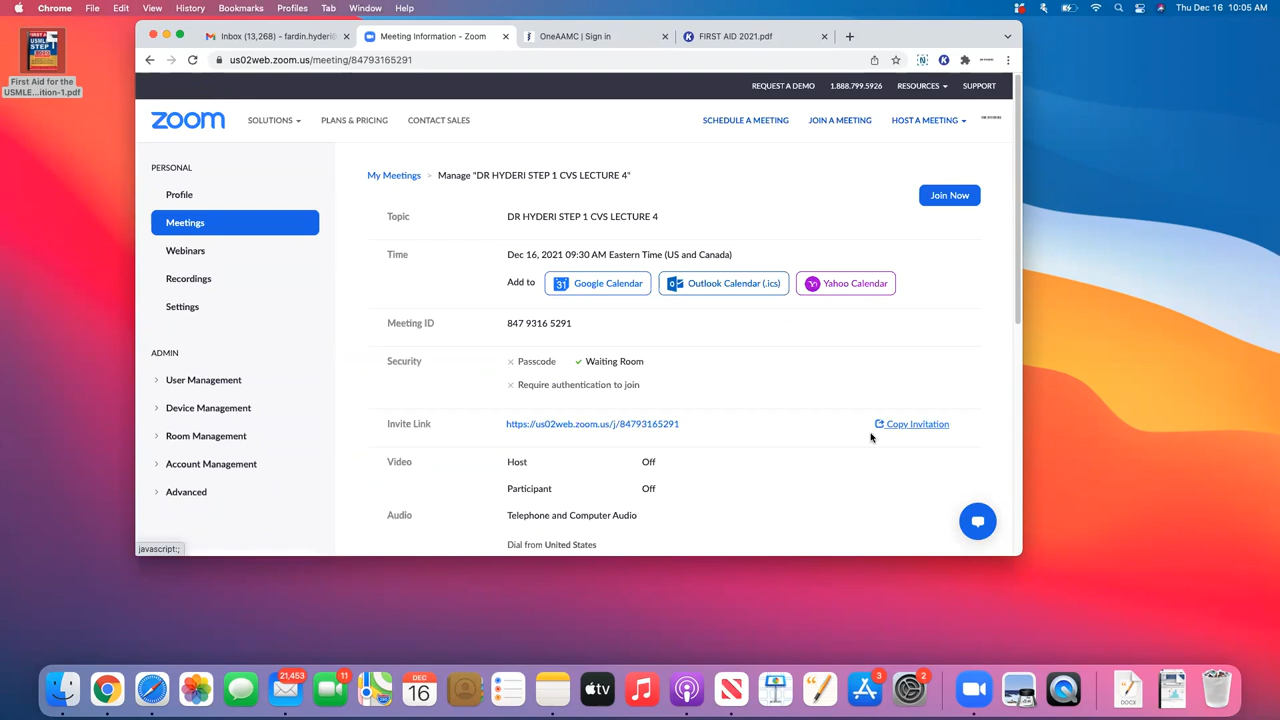 Chrome File Edit View History Bookmarks Profiles Tab Window Help Thu Dec 16 10:05 AM
Inbox (13,268) - fardin.hyderi@ Meeting Information - Zoom OneAAMC | Sign in FIRST AID 2021.pdf
us02web.zoom.us/meeting/84793165291
First Aid for the
USMLE...ition-1.pdf
REQUEST A DEMO 1.888.799.5926 RESOURCES SUPPORT
zoom SOLUTIONS PLANS & PRICING CONTACT SALES SCHEDULE A MEETING JOIN A MEETING HOST A MEETING
PERSONAL
Profile
Meetings
Webinars
Recordings
Settings
ADMIN
User Management
Device Management
Room Management
Account Management
Advanced
My Meetings > Manage "DR HYDERI STEP 1 CVS LECTURE 4"
Join Now
Topic DR HYDERI STEP 1 CVS LECTURE 4
Time Dec 16, 2021 09:30 AM Eastern Time (US and Canada)
Add to Google Calendar Outlook Calendar (.ics) Yahoo Calendar
Meeting ID 847 9316 5291
Security Passcode Waiting Room
Require authentication to join
Invite Link https://us02web.zoom.us/j/84793165291 Copy Invitation
Video Host Off
Participant Off
Audio Telephone and Computer Audio
Dial from United States
javascript:;
21,453 11 DEC 16 tv 3 2 DOCX